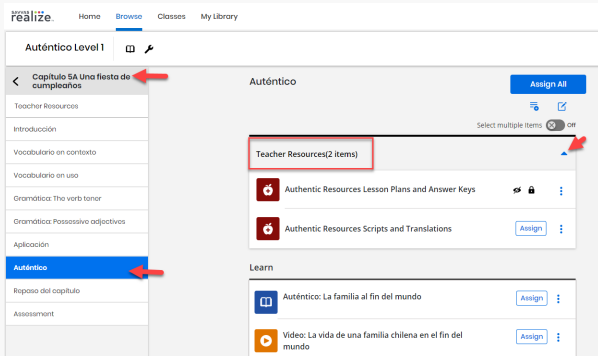 SAVVAS
realize.
Home Browse Classes My Library
Auténtico Level 1
Capítulo 5A Una fiesta de
cumpleaños
Teacher Resources
Introducción
Vocabulario en contexto
Vocabulario en uso
Gramática: The verb tener
Gramática: Possessive adjectives
Aplicación
Auténtico
Repaso del capítulo
Assessment
Auténtico
Assign All
Select multiple items Off
Teacher Resources(2 items)
Authentic Resources Lesson Plans and Answer Keys
Authentic Resources Scripts and Translations Assign
Learn
Auténtico: La familia al fin del mundo Assign
Video: La vida de una familia chilena en el fin del Assign
mundo